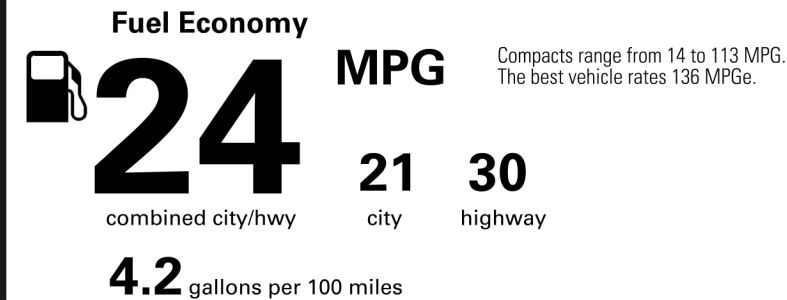 Fuel Economy
24 MPG
Compacts range from 14 to 113 MPG.
The best vehicle rates 136 MPGe.
21 30
combined city/hwy city highway
4.2 gallons per 100 miles